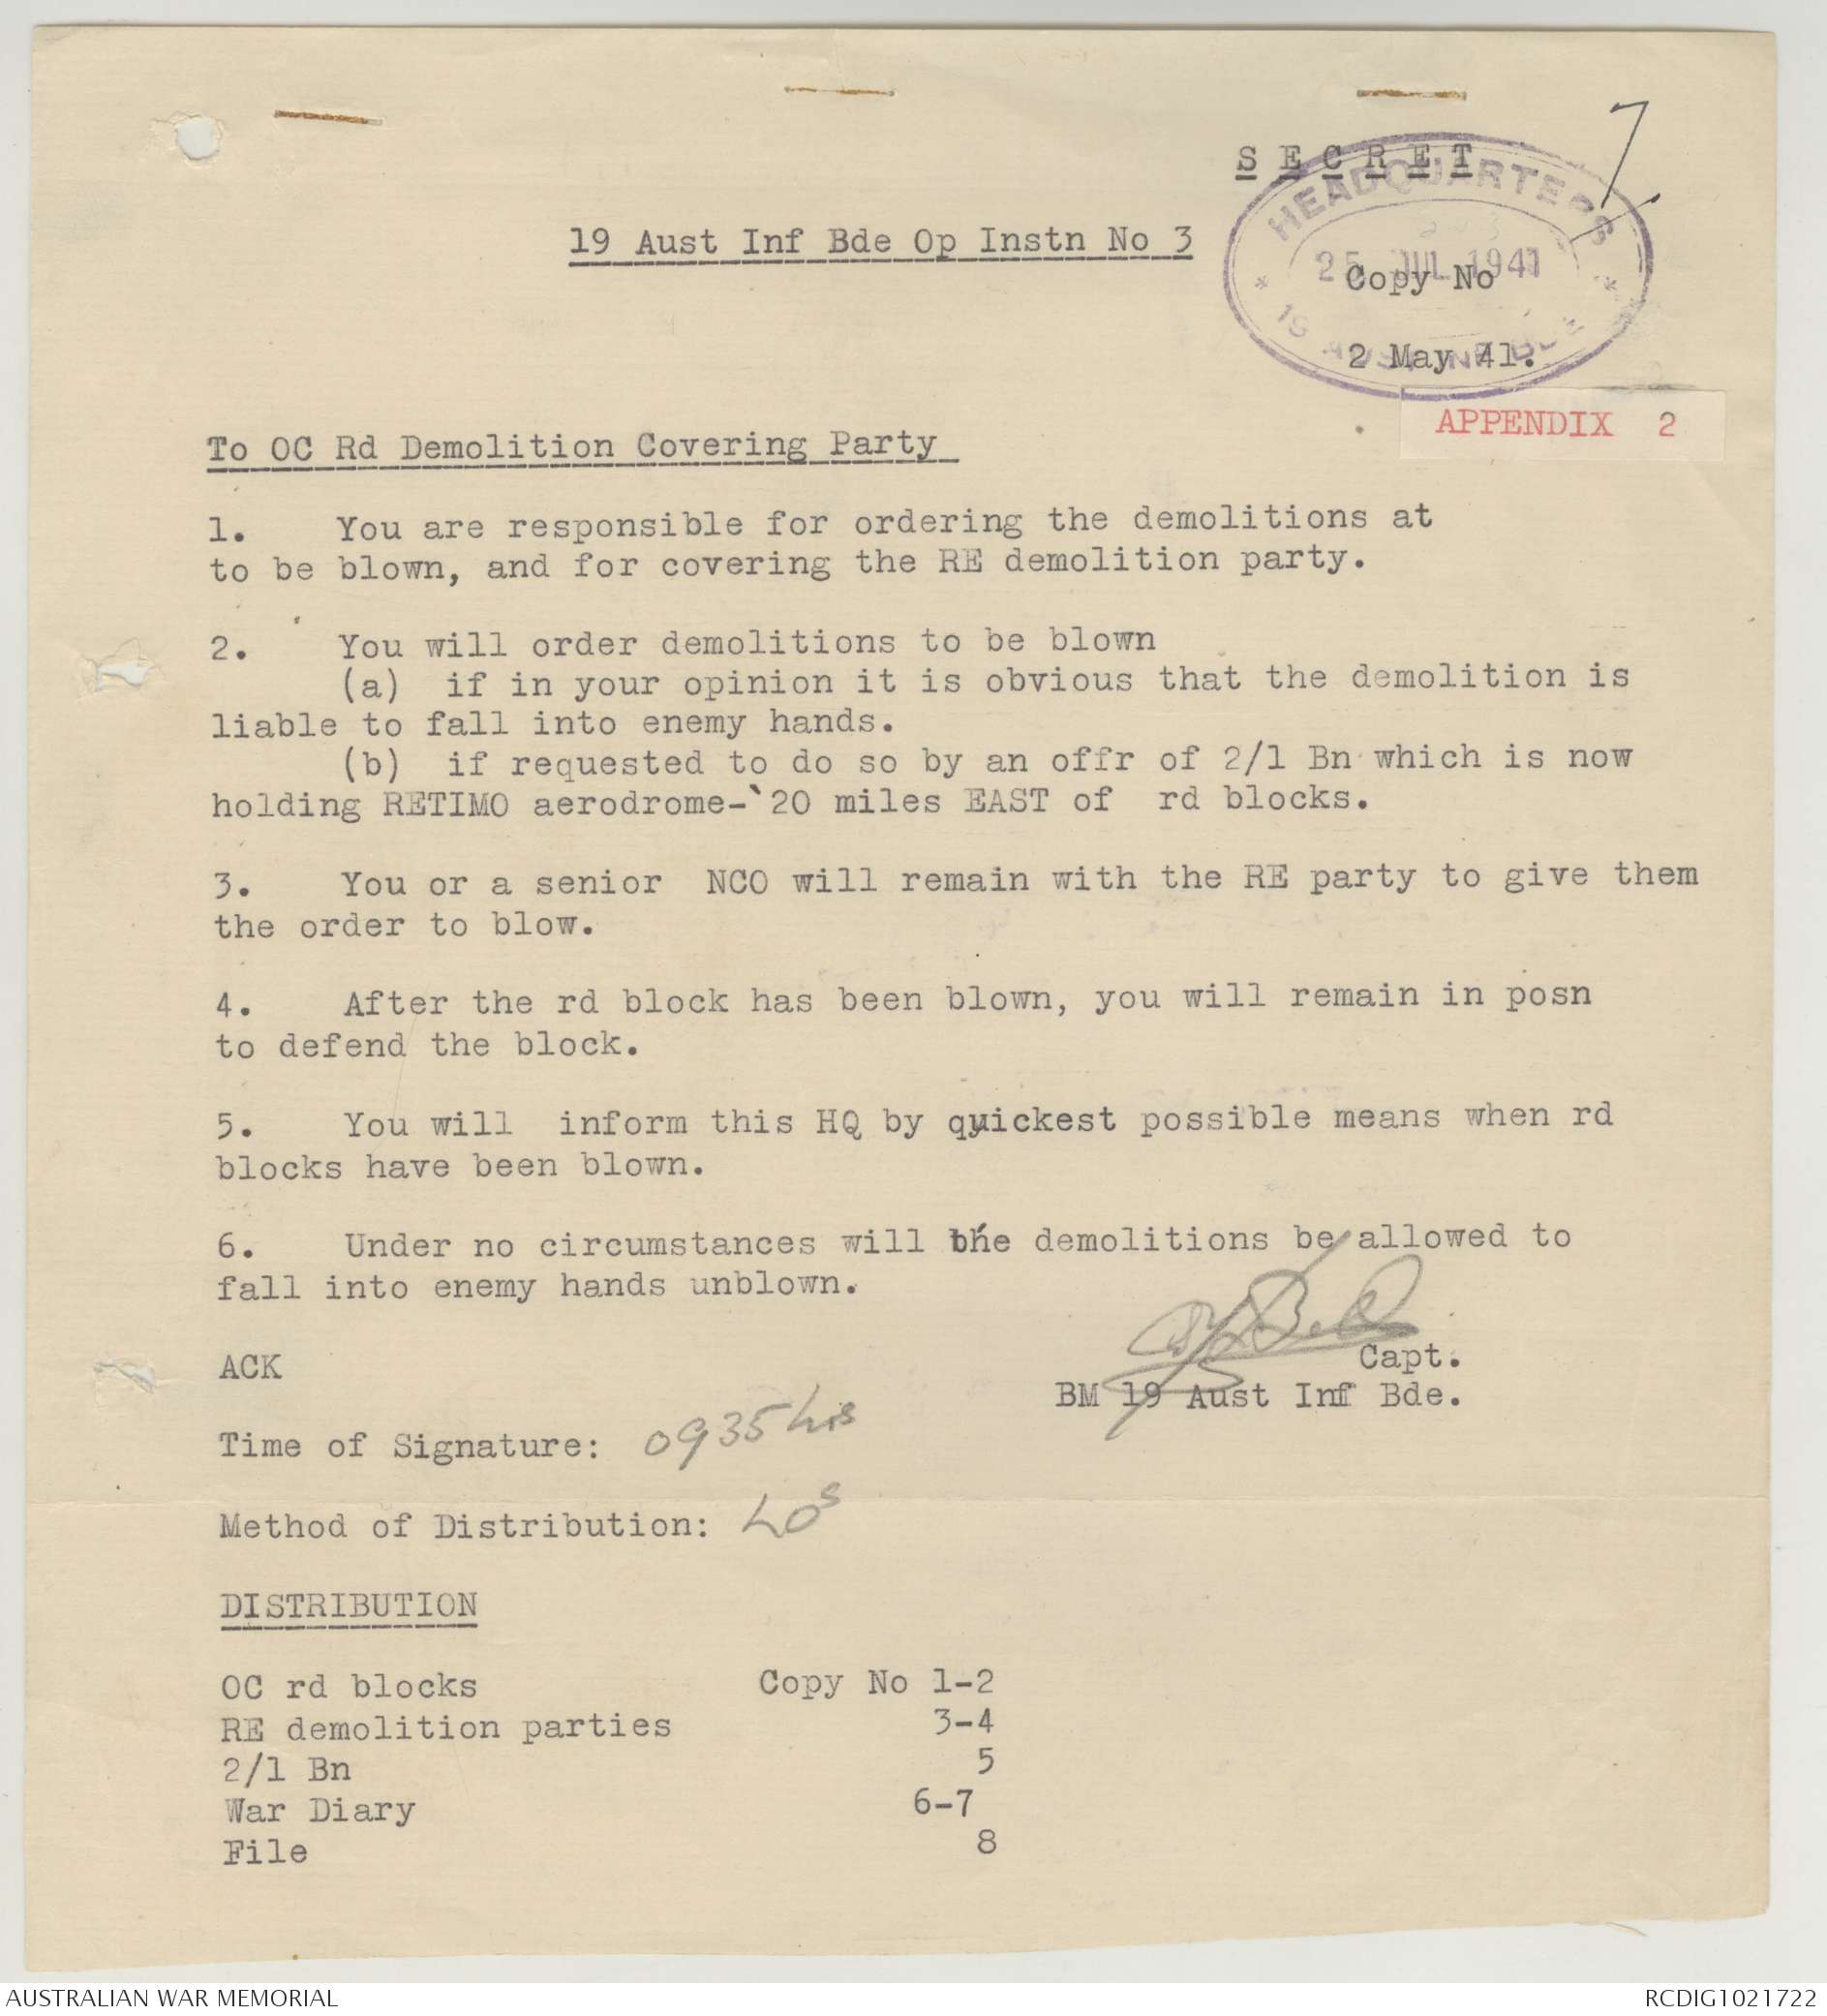 7
S E C R E T
HEADQUARTERS
25 JUL 1941
19 AUST INF BDE
19 Aust Inf Bde Op Instn No 3
Copy No
2 May 41.
APPENDIX 2
To OC Rd Demolition Covering Party
1. You are responsible for ordering the demolitions at
to be blown, and for covering the RE demolition party.
2. You will order demolitions to be blown
(a) if in your opinion it is obvious that the demolition is
liable to fall into enemy hands.
(b) if requested to do so by an offr of 2/1 Bn which is now
holding RETIMO aerodrome- 20 miles EAST of rd blocks.
3. You or a senior NCO will remain with the RE party to give them
the order to blow.
4. After the rd block has been blown, you will remain in posn
to defend the block.
5. You will inform this HQ by quickest possible means when rd
blocks have been blown.
6. Under no circumstances will the demolitions be allowed to
fall into enemy hands unblown.
Capt.
ACK
BM 19 Aust Inf Bde.
Time of Signature: 0935 hrs
Method of Distribution: LOs
DISTRIBUTION
OC rd blocks Copy No 1-2
RE demolition parties 3-4
2/1 Bn 5
War Diary 6-7
File 8
AUSTRALIAN WAR MEMORIAL
RCDIG1021722